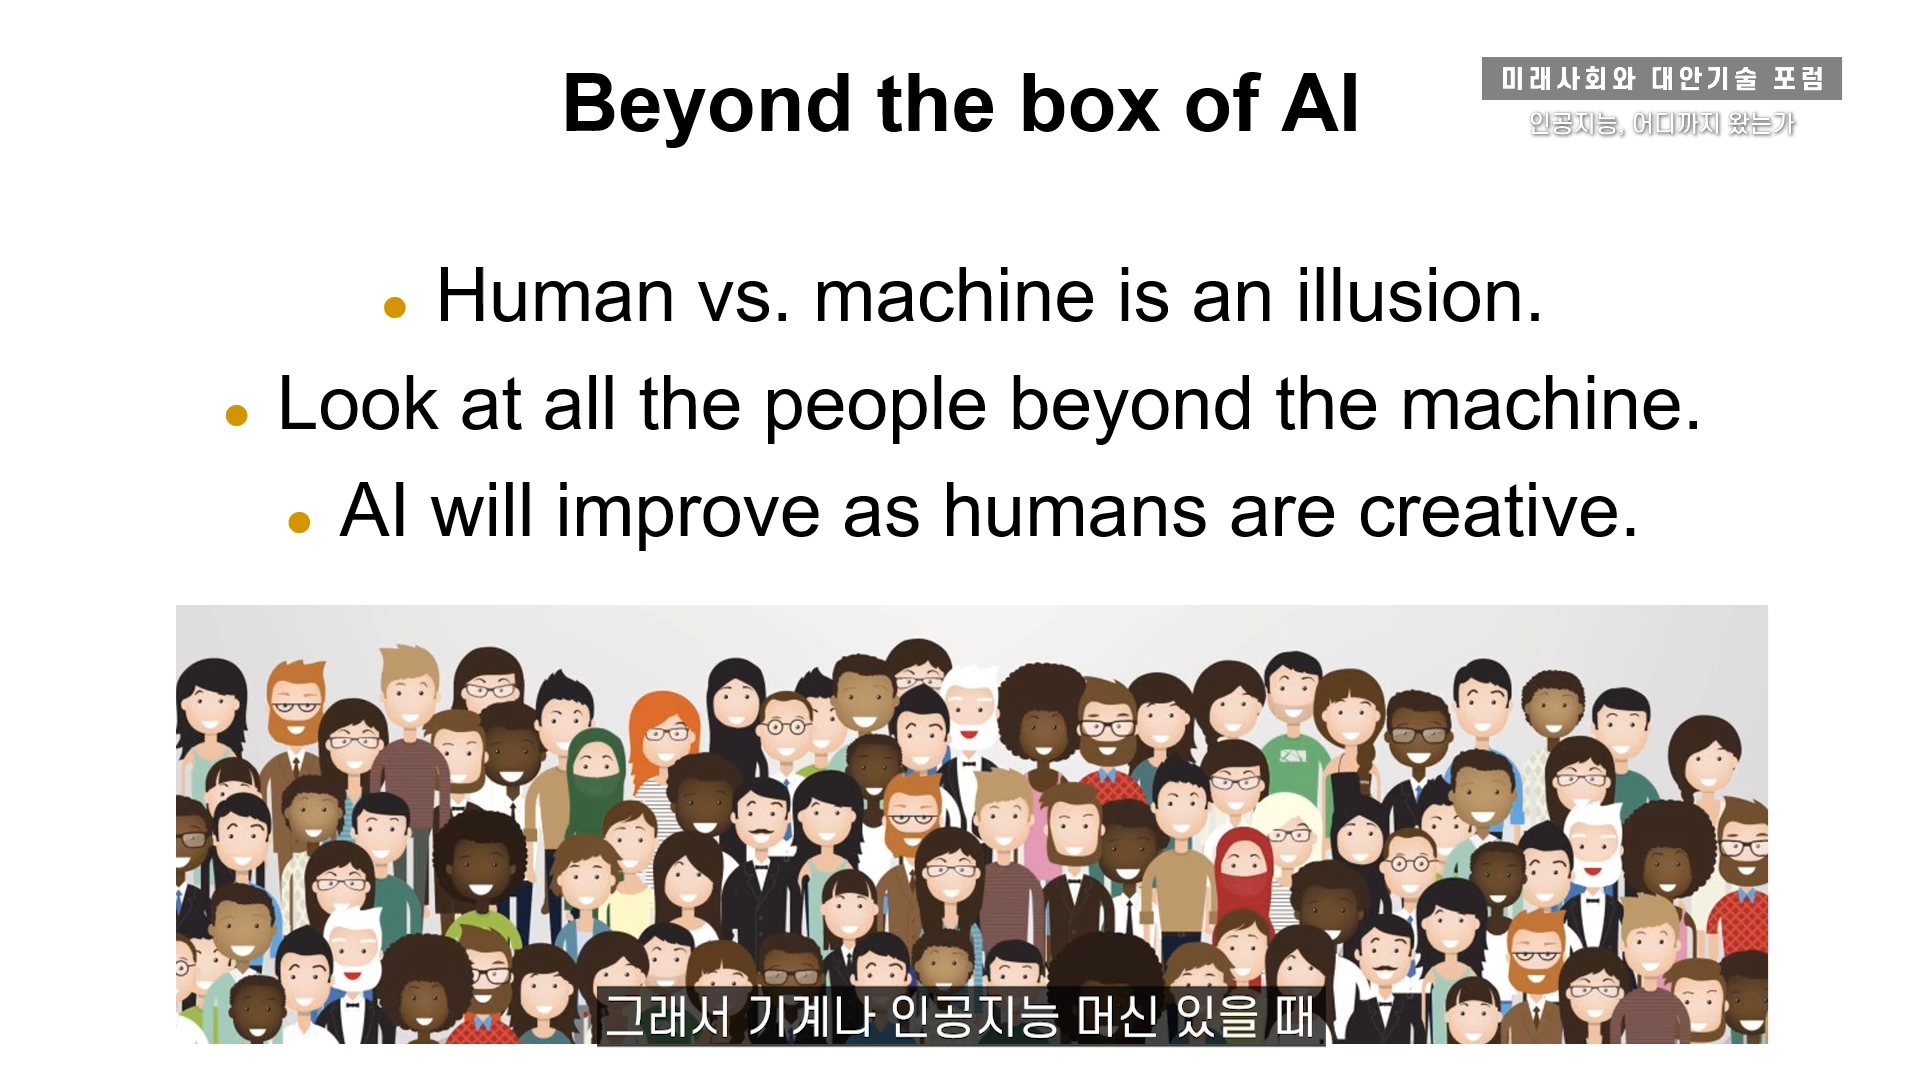 Beyond the box of AI
미래사회와 대안기술 포럼
인공지능, 어디까지 왔는가
● Human vs. machine is an illusion.
● Look at all the people beyond the machine.
● AI will improve as humans are creative.
그래서 기계나 인공지능 머신 있을 때